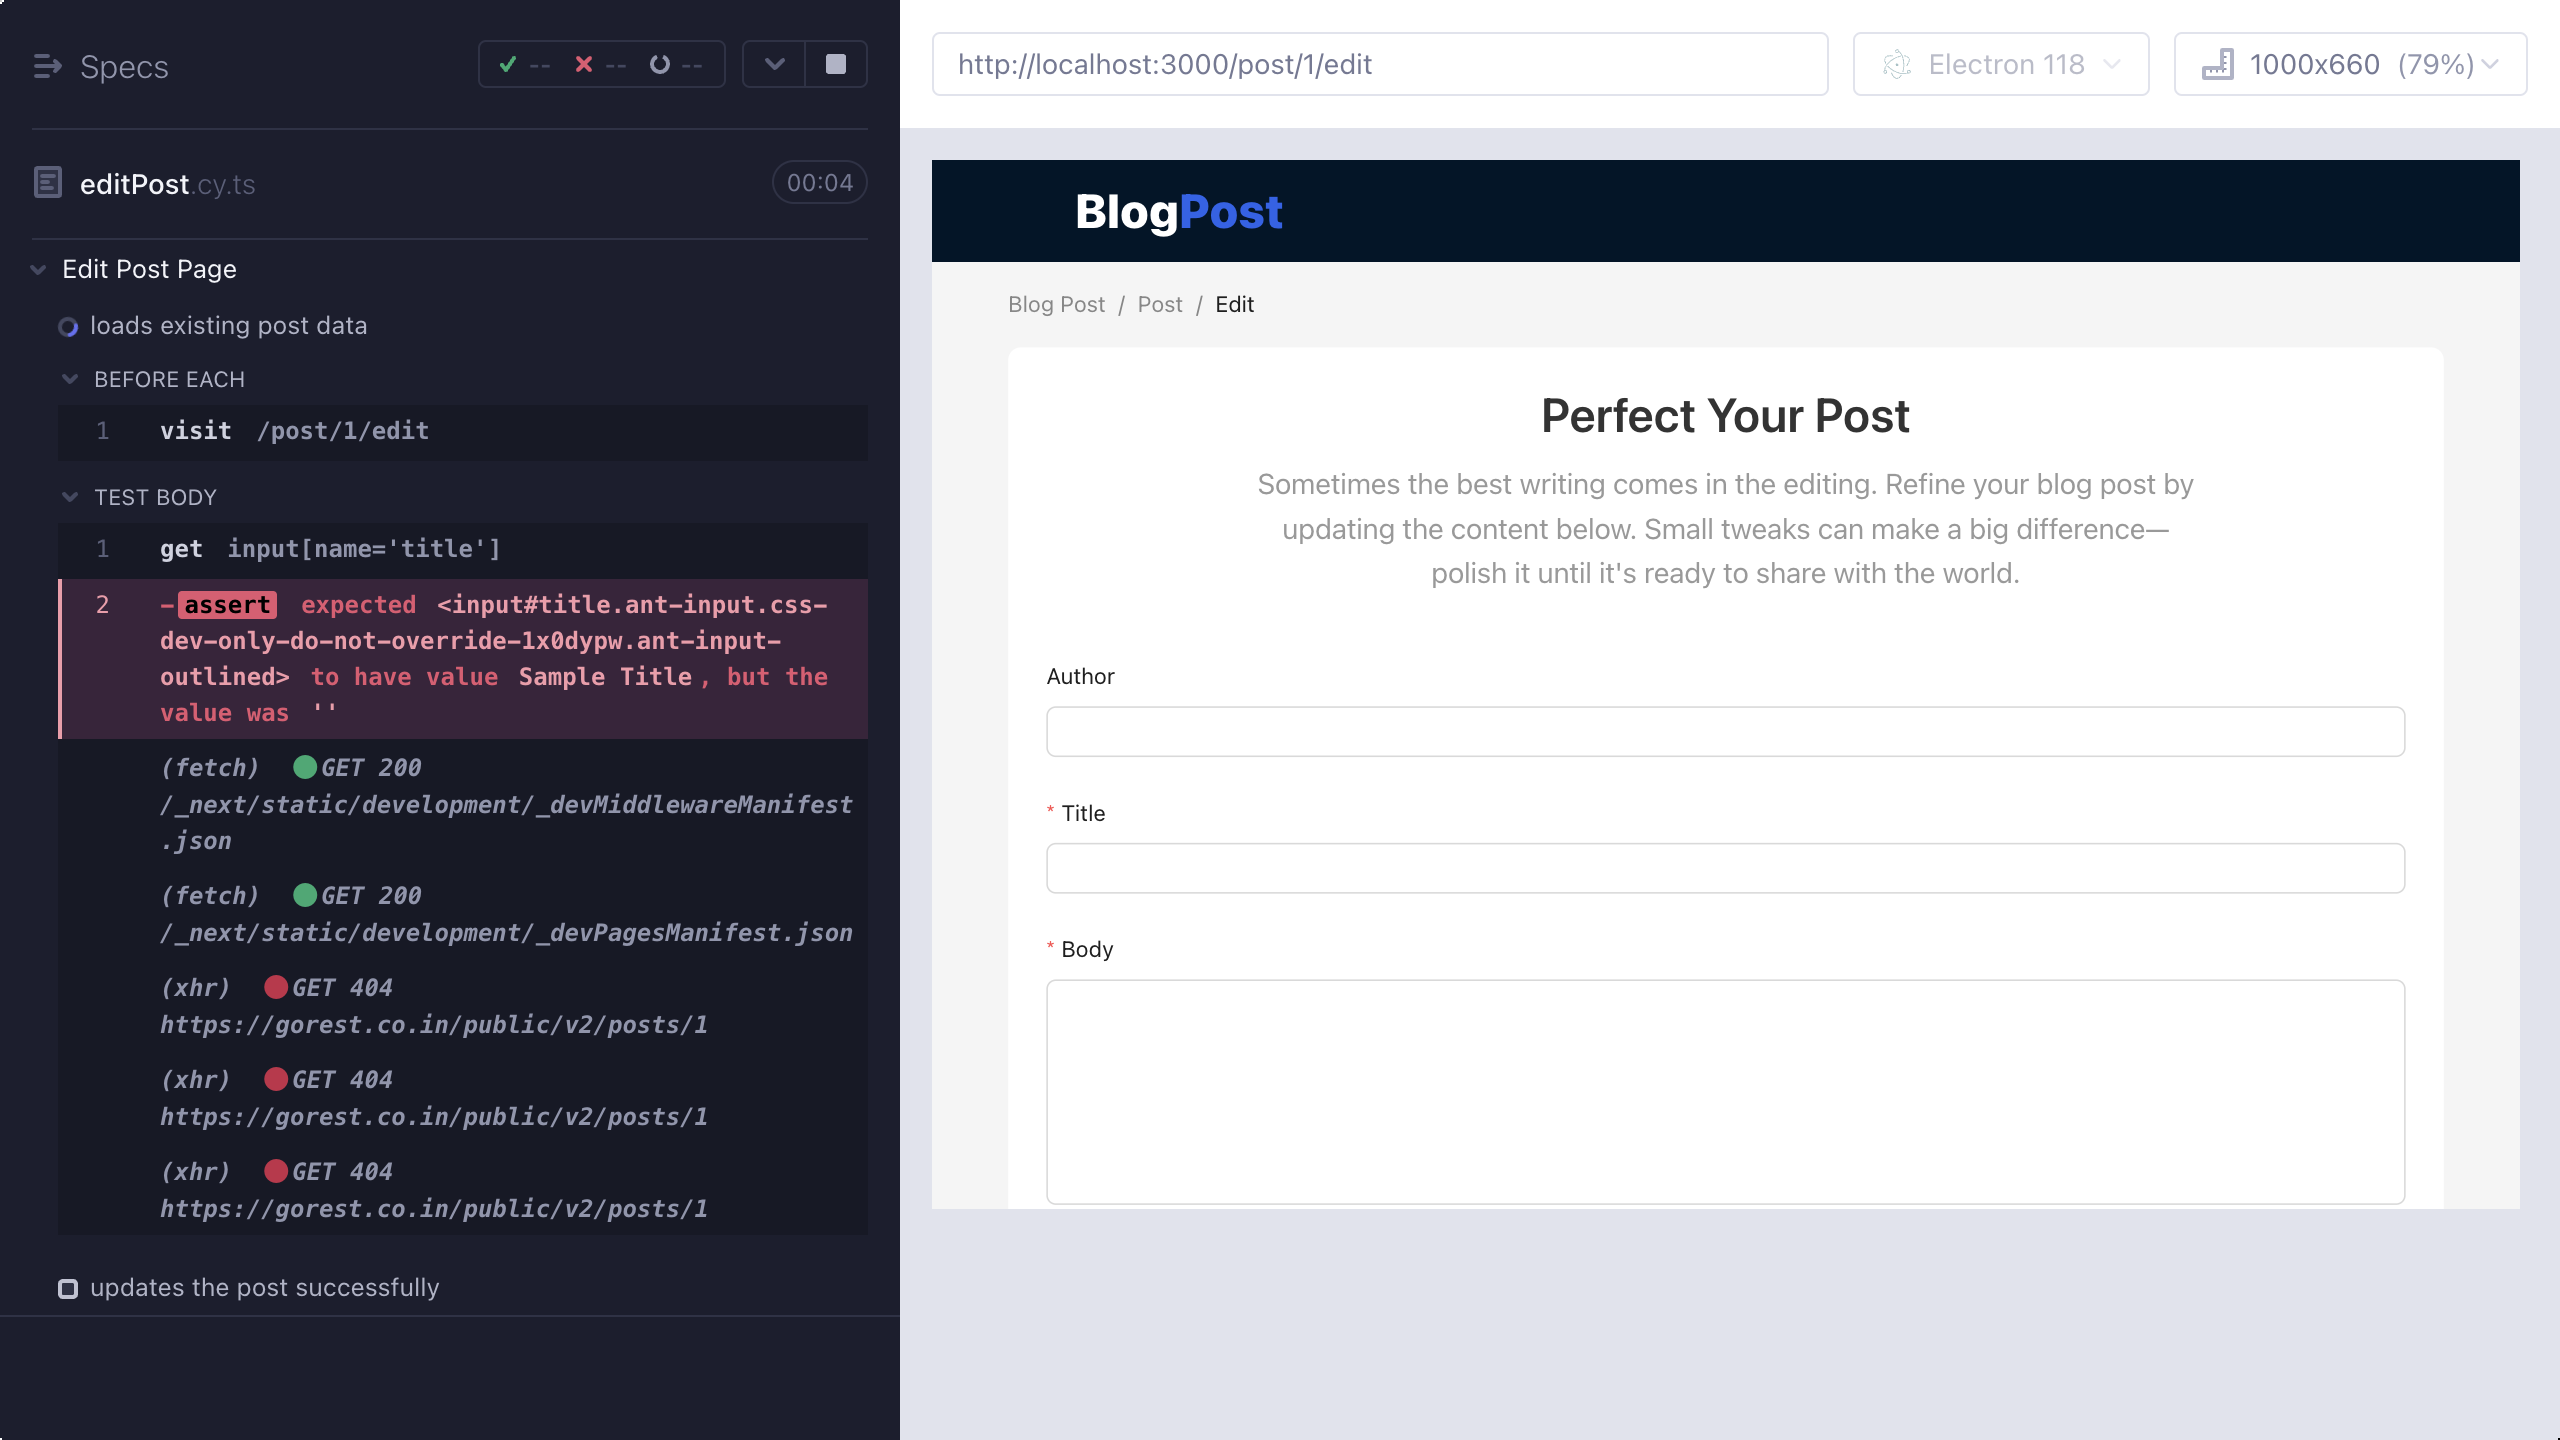 Specs
--
--
--
editPost.cy.ts
00:04
Edit Post Page
loads existing post data
BEFORE EACH
1 visit /post/1/edit
TEST BODY
1 get input[name='title']
2 -assert expected <input#title.ant-input.css-
dev-only-do-not-override-1x0dypw.ant-input-
outlined> to have value Sample Title, but the
value was ''
(fetch) GET 200
/_next/static/development/_devMiddlewareManifest
.json
(fetch) GET 200
/_next/static/development/_devPagesManifest.json
(xhr) GET 404
https://gorest.co.in/public/v2/posts/1
(xhr) GET 404
https://gorest.co.in/public/v2/posts/1
(xhr) GET 404
https://gorest.co.in/public/v2/posts/1
updates the post successfully
http://localhost:3000/post/1/edit
Electron 118
1000x660 (79%)
BlogPost
Blog Post / Post / Edit
Perfect Your Post
Sometimes the best writing comes in the editing. Refine your blog post by
updating the content below. Small tweaks can make a big difference—
polish it until it's ready to share with the world.
Author
* Title
* Body